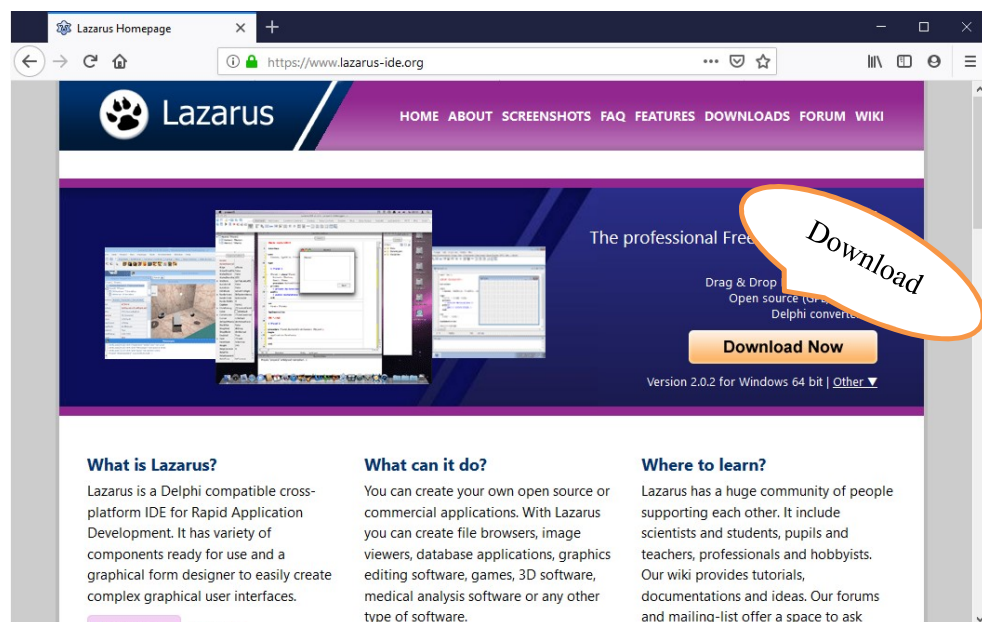 Lazarus Homepage
https://www.lazarus-ide.org
Lazarus
HOME ABOUT SCREENSHOTS FAQ FEATURES DOWNLOADS FORUM WIKI
The professional Free
Download
Drag & Drop
Open source (GPL
Delphi converte
Download Now
Version 2.0.2 for Windows 64 bit | Other ▼
What is Lazarus?
Lazarus is a Delphi compatible cross-
platform IDE for Rapid Application
Development. It has variety of
components ready for use and a
graphical form designer to easily create
complex graphical user interfaces.
What can it do?
You can create your own open source or
commercial applications. With Lazarus
you can create file browsers, image
viewers, database applications, graphics
editing software, games, 3D software,
medical analysis software or any other
type of software.
Where to learn?
Lazarus has a huge community of people
supporting each other. It include
scientists and students, pupils and
teachers, professionals and hobbyists.
Our wiki provides tutorials,
documentations and ideas. Our forums
and mailing-list offer a space to ask